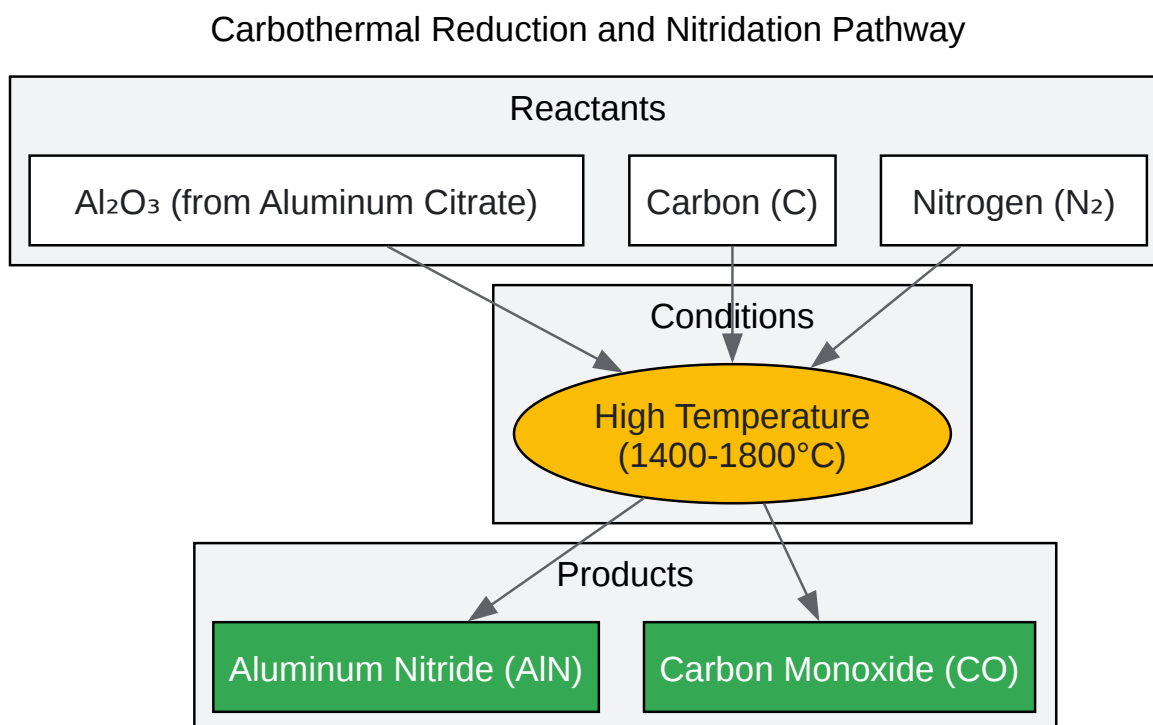 Carbothermal Reduction and Nitridation Pathway
Reactants
Al₂O₃ (from Aluminum Citrate)
Carbon (C)
Nitrogen (N₂)
Conditions
High Temperature
(1400-1800°C)
Products
Aluminum Nitride (AlN)
Carbon Monoxide (CO)